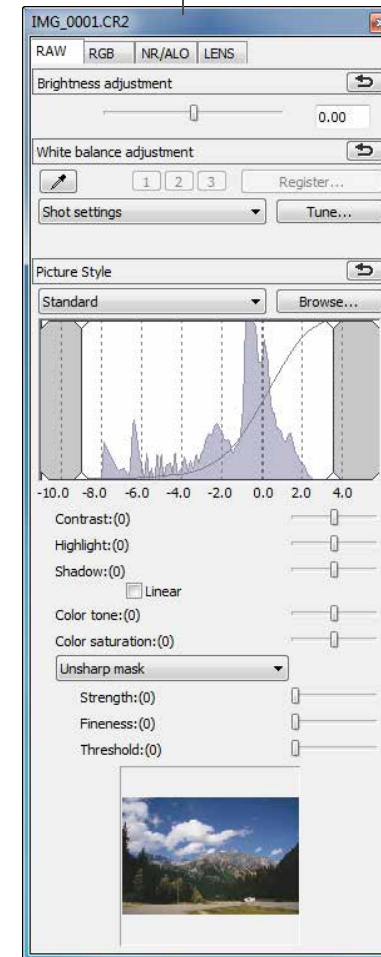 IMG_0001.CR2
RAW RGB NR/ALO LENS
Brightness adjustment
0.00
White balance adjustment
1 2 3 Register...
Shot settings Tune...
Picture Style
Standard Browse...
-10.0 -8.0 -6.0 -4.0 -2.0 0.0 2.0 4.0
Contrast:(0)
Highlight:(0)
Shadow:(0)
Linear
Color tone:(0)
Color saturation:(0)
Unsharp mask
Strength:(0)
Fineness:(0)
Threshold:(0)